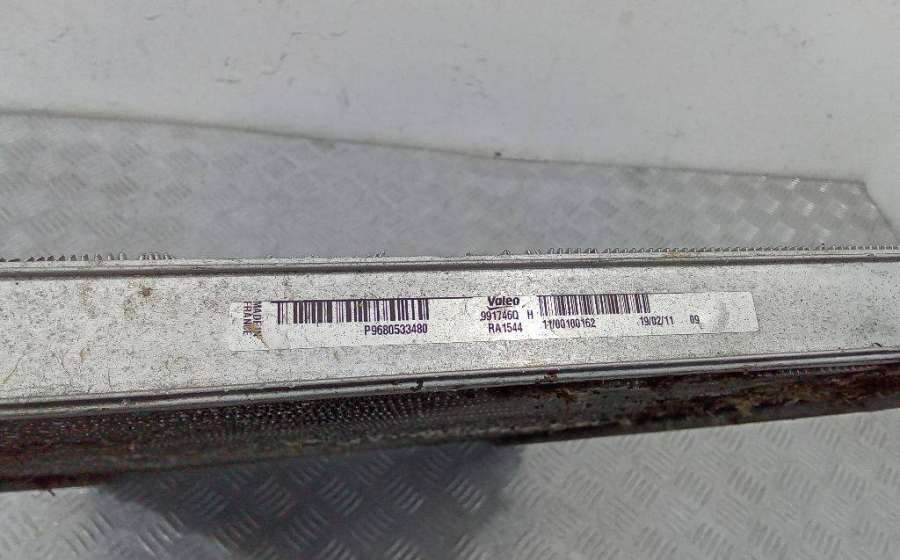 MADE IN
FRANCE
P9680533480
Valeo
991746Q H
RA1544
11/00100162
19/02/11 09